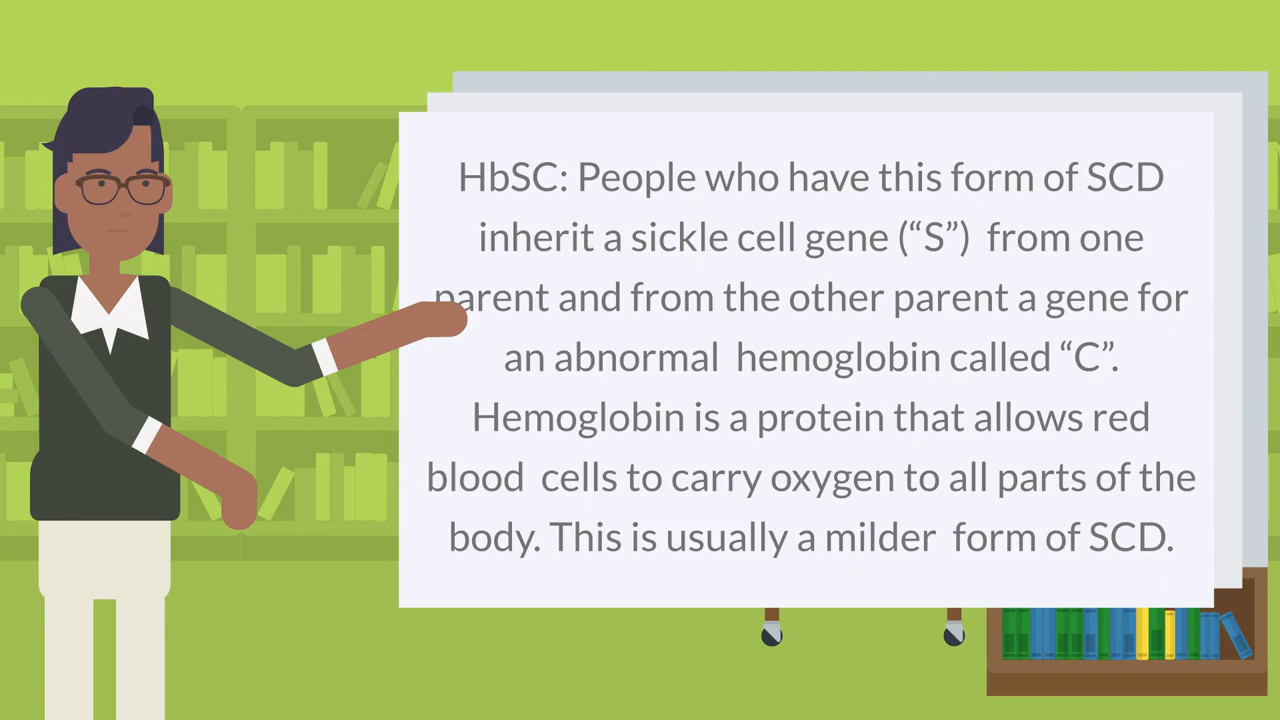 HbSC: People who have this form of SCD
inherit a sickle cell gene (“S”) from one
parent and from the other parent a gene for
an abnormal hemoglobin called “C”.
Hemoglobin is a protein that allows red
blood cells to carry oxygen to all parts of the
body. This is usually a milder form of SCD.